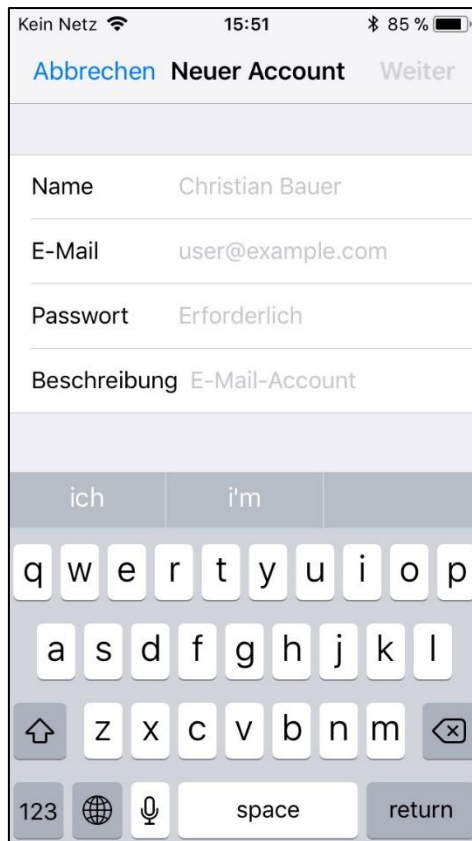 Kein Netz 15:51 85 %
Abbrechen Neuer Account Weiter
Name Christian Bauer
E-Mail user@example.com
Passwort Erforderlich
Beschreibung E-Mail-Account
ich i'm
q w e r t y u i o p
a s d f g h j k l
z x c v b n m
123 space return